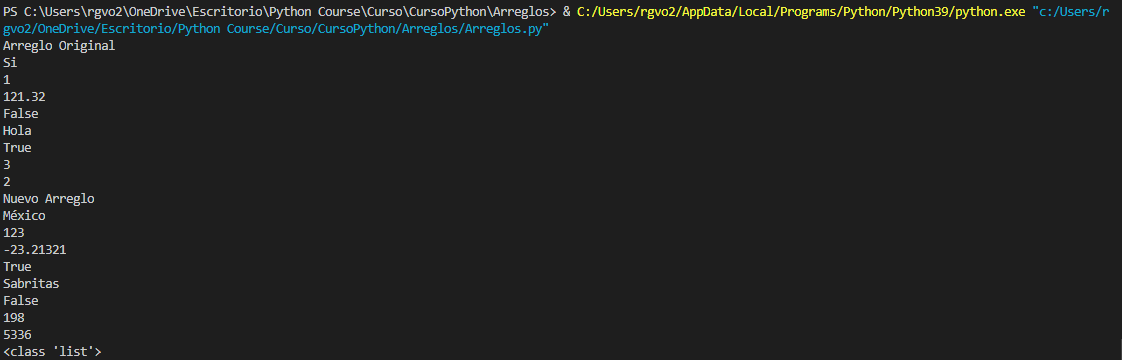 PS C:\Users\rgvo2\OneDrive\Escritorio\Python Course\Curso\CursoPython\Arreglos> & C:/Users/rgvo2/AppData/Local/Programs/Python/Python39/python.exe "c:/Users/r
gvo2/OneDrive/Escritorio/Python Course/Curso/CursoPython/Arreglos/Arreglos.py"
Arreglo Original
Si
1
121.32
False
Hola
True
3
2
Nuevo Arreglo
México
123
-23.21321
True
Sabritas
False
198
5336
<class 'list'>